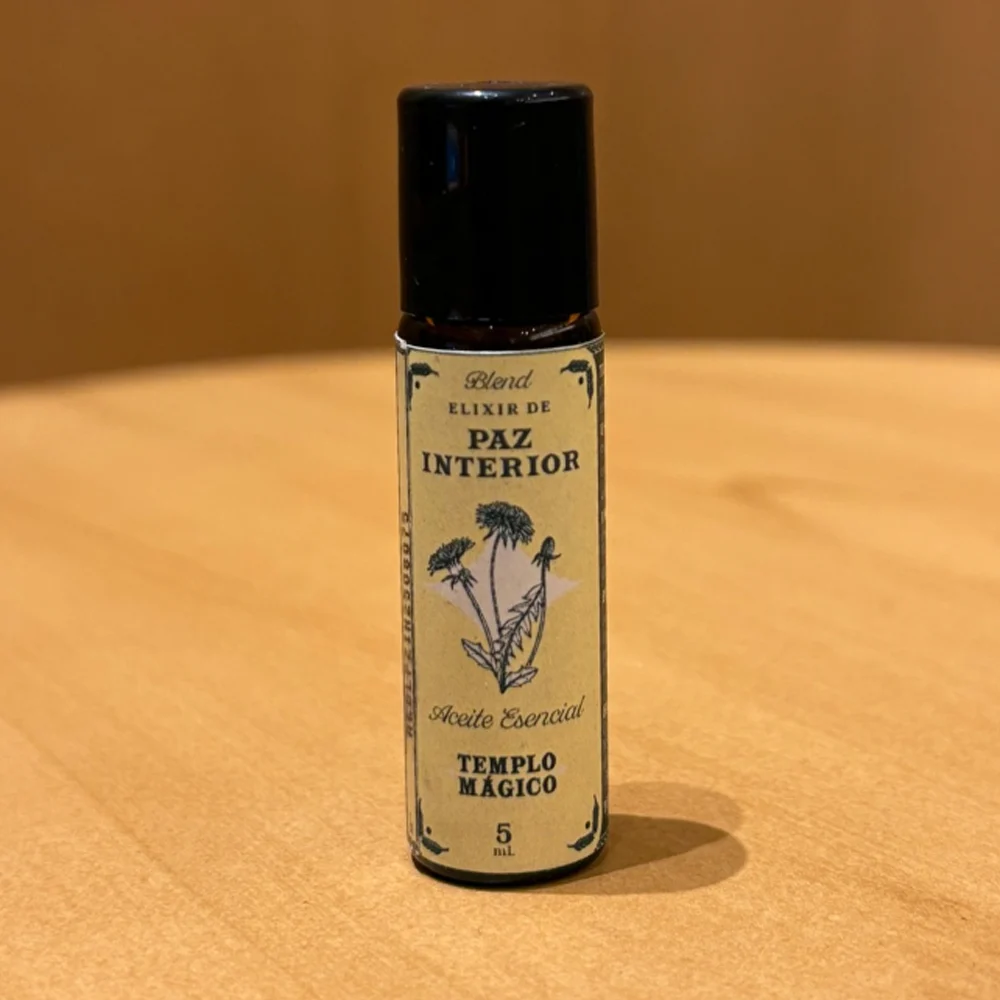 Blend
ELIXIR DE
PAZ
INTERIOR
Aceite Esencial
TEMPLO
MÁGICO
5
mL